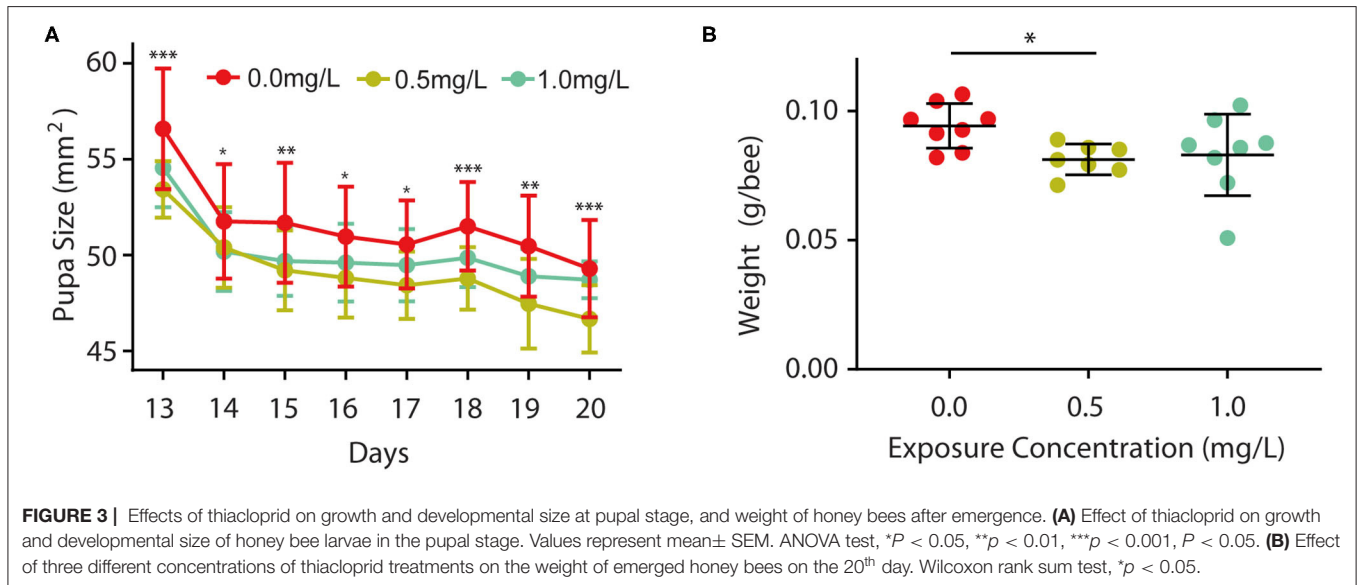 A
B
***
*
**
*
*
***
**
***
0.0mg/L 0.5mg/L 1.0mg/L
60
55
50
45
Pupa Size (mm²)
13 14 15 16 17 18 19 20
Days
*
0.10
0.05
0.00
Weight (g/bee)
0.0 0.5 1.0
Exposure Concentration (mg/L)
FIGURE 3 | Effects of thiacloprid on growth and developmental size at pupal stage, and weight of honey bees after emergence. (A) Effect of thiacloprid on growth
and developmental size of honey bee larvae in the pupal stage. Values represent mean± SEM. ANOVA test, *P < 0.05, **p < 0.01, ***p < 0.001, P < 0.05. (B) Effect
of three different concentrations of thiacloprid treatments on the weight of emerged honey bees on the 20th day. Wilcoxon rank sum test, *p < 0.05.